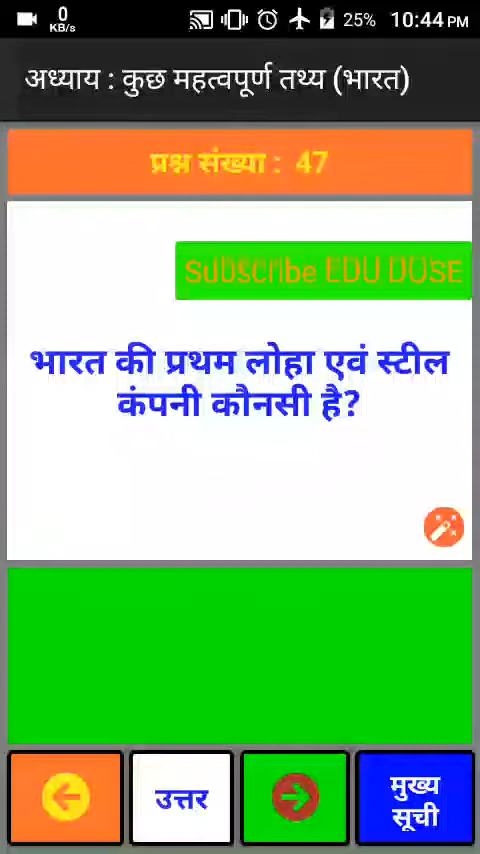 0
KB/s
25% 10:44 PM
अध्याय : कुछ महत्वपूर्ण तथ्य (भारत)
प्रश्न संख्या : 47
Subscribe EDU DOSE
भारत की प्रथम लोहा एवं स्टील
कंपनी कौनसी है?
उत्तर
मुख्य
सूची